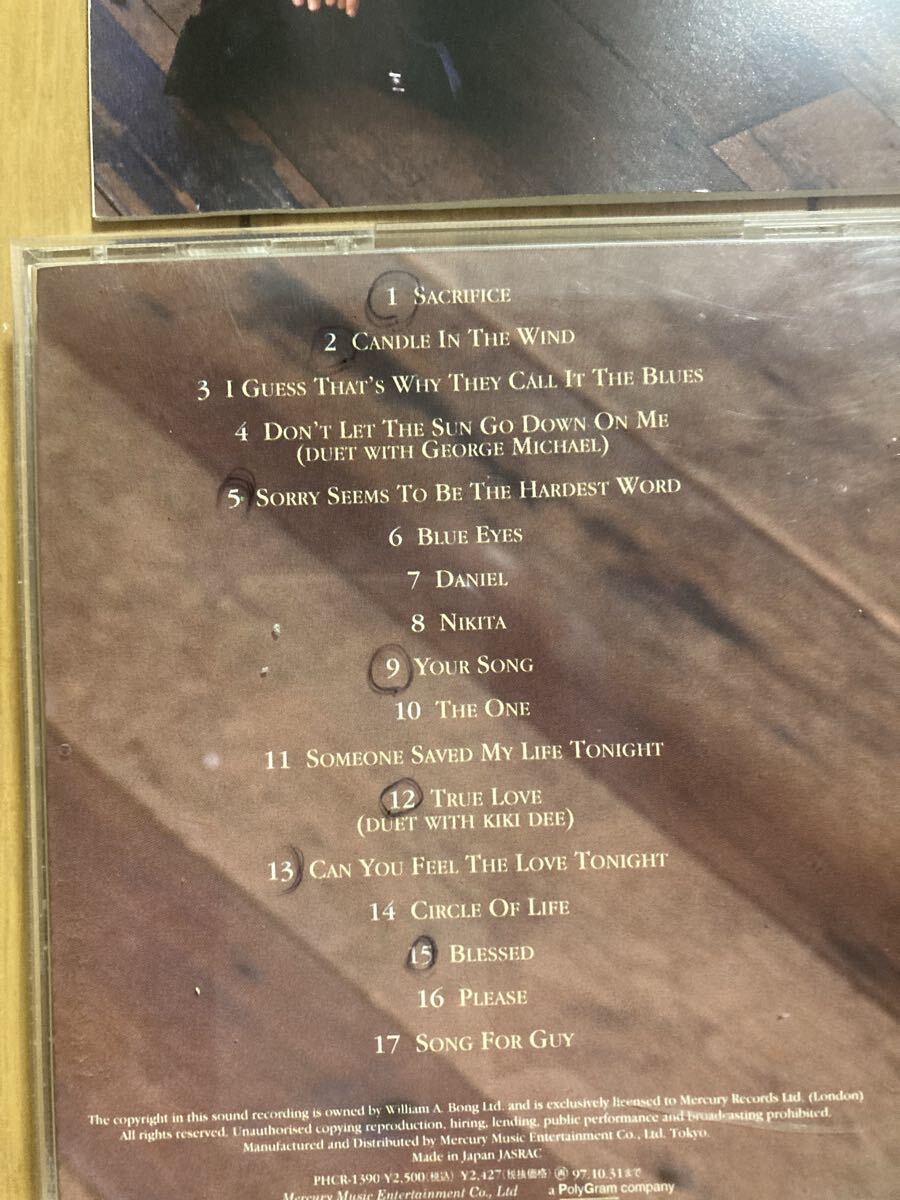 1 SACRIFICE
2 CANDLE IN THE WIND
3 I GUESS THAT'S WHY THEY CALL IT THE BLUES
4 DON'T LET THE SUN GO DOWN ON ME
(DUET WITH GEORGE MICHAEL)
5 SORRY SEEMS TO BE THE HARDEST WORD
6 BLUE EYES
7 DANIEL
8 NIKITA
9 YOUR SONG
10 THE ONE
11 SOMEONE SAVED MY LIFE TONIGHT
12 TRUE LOVE
(DUET WITH KIKI DEE)
13 CAN YOU FEEL THE LOVE TONIGHT
14 CIRCLE OF LIFE
15 BLESSED
16 PLEASE
17 SONG FOR GUY
The copyright in this sound recording is owned by William A. Bong Ltd. and is exclusively licensed to Mercury Records Ltd. (London)
All rights reserved. Unauthorised copying reproduction, hiring, lending, public performance and broadcasting prohibited.
Manufactured and Distributed by Mercury Music Entertainment Co., Ltd. Tokyo.
Made in Japan JASRAC
PHCR-1390 ¥2,500(税込) ¥2,427(税抜価格) 再 97.10.31まで
Mercury Music Entertainment Co., Ltd a PolyGram company